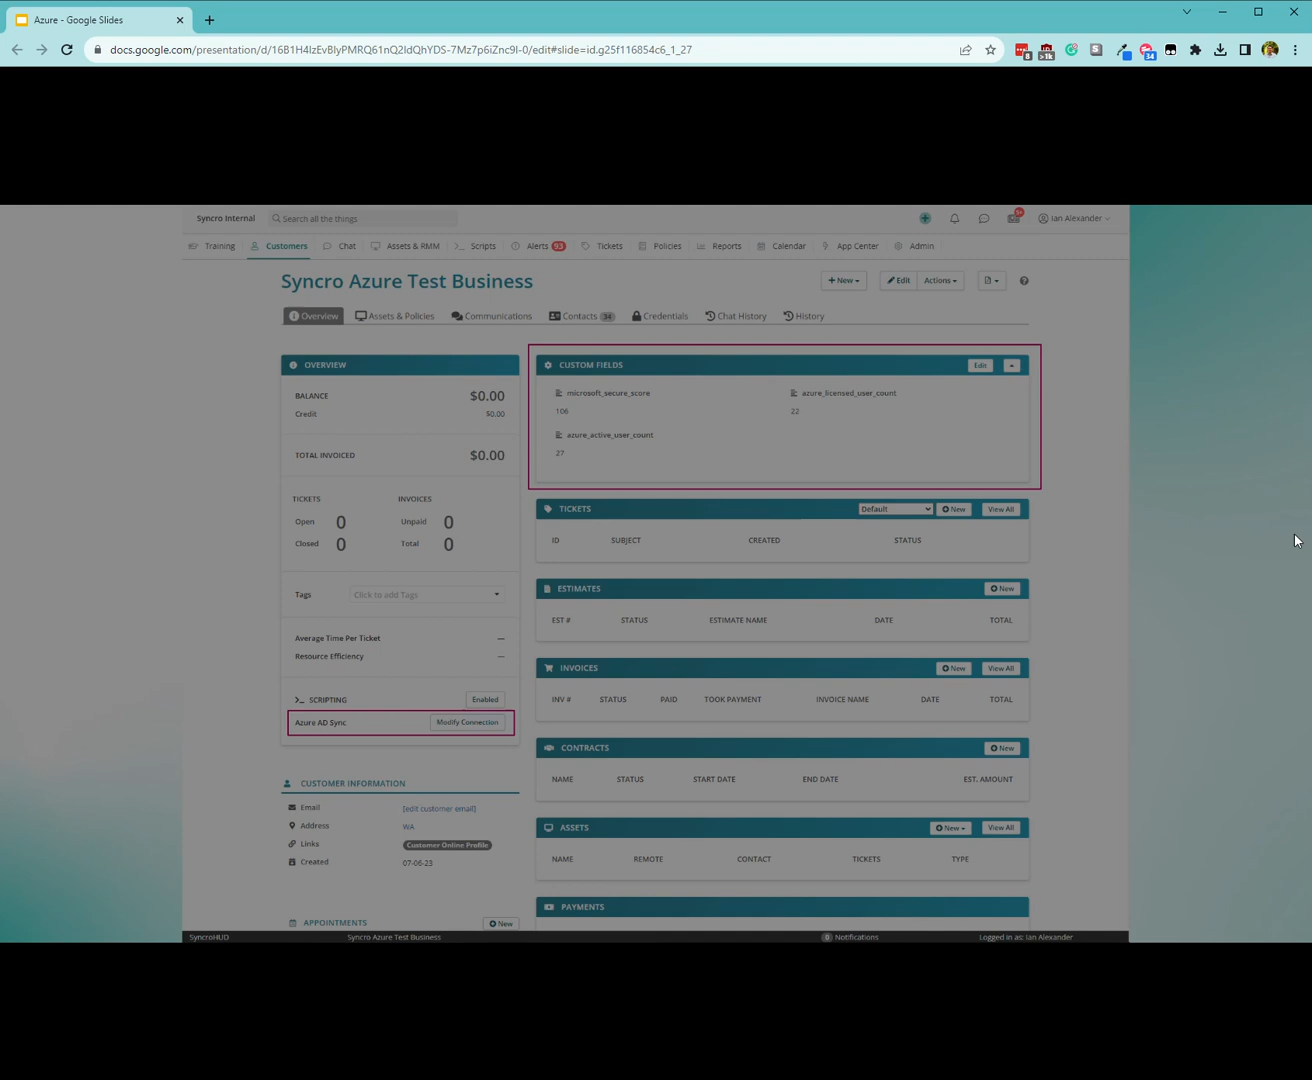 Azure - Google Slides
docs.google.com/presentation/d/16B1H4IzEvBIyPMRQ61nQ2ldQhYDS-7Mz7p6iZnc9I-0/edit#slide=id.g25f116854c6_1_27
8 >1k S 34
Syncro Internal Search all the things 5+ Ian Alexander
Training Customers Chat Assets & RMM Scripts Alerts 93 Tickets Policies Reports Calendar App Center Admin
Syncro Azure Test Business + New Edit Actions
Overview Assets & Policies Communications Contacts 34 Credentials Chat History History
OVERVIEW
BALANCE $0.00
Credit $0.00
TOTAL INVOICED $0.00
TICKETS INVOICES
Open 0 Unpaid 0
Closed 0 Total 0
Tags Click to add Tags
Average Time Per Ticket —
Resource Efficiency —
>_ SCRIPTING Enabled
Azure AD Sync Modify Connection
CUSTOMER INFORMATION
Email [edit customer email]
Address WA
Links Customer Online Profile
Created 07-06-23
APPOINTMENTS New
CUSTOM FIELDS Edit
microsoft_secure_score azure_licensed_user_count
106 22
azure_active_user_count
27
TICKETS Default New View All
ID SUBJECT CREATED STATUS
ESTIMATES New
EST # STATUS ESTIMATE NAME DATE TOTAL
INVOICES New View All
INV # STATUS PAID TOOK PAYMENT INVOICE NAME DATE TOTAL
CONTRACTS New
NAME STATUS START DATE END DATE EST. AMOUNT
ASSETS New View All
NAME REMOTE CONTACT TICKETS TYPE
PAYMENTS
SyncroHUD Syncro Azure Test Business 0 Notifications Logged in as: Ian Alexander